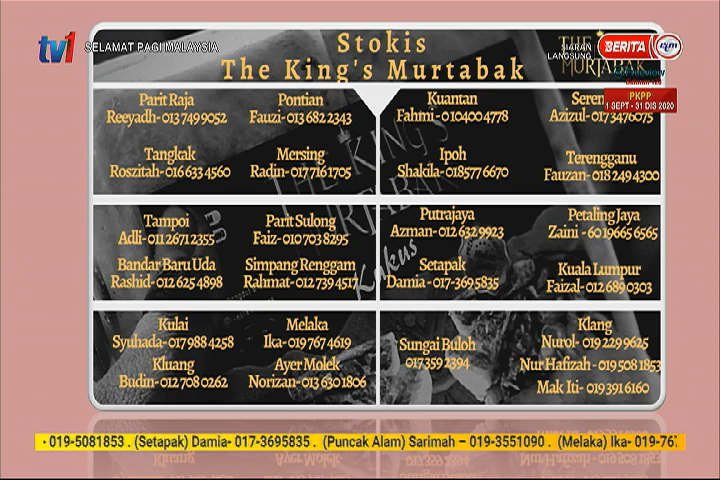 tv1
SELAMAT PAGI MALAYSIA
SIARAN
LANGSUNG
BERITA
rtm
PKPP
1 SEPT - 31 DIS 2020
Stokis
The King's Murtabak
Parit Raja
Reeyadh- 013 749 9052
Pontian
Fauzi- 013 682 2343
Tangkak
Roszitah- 016 633 4560
Mersing
Radin- 017 716 1705
Kuantan
Fahmi- 010 400 4778
Azizul- 017 3476075
Ipoh
Shakila- 018577 6670
Terengganu
Fauzan- 018 249 4300
Tampoi
Adli- 011 2671 2355
Parit Sulong
Faiz- 010 703 8295
Bandar Baru Uda
Rashid- 012 625 4898
Simpang Renggam
Rahmat- 012 739 4517
Putrajaya
Azman- 012 632 9923
Petaling Jaya
Zaini - 60 19665 6565
Setapak
Damia - 017-369 5835
Kuala Lumpur
Faizal- 012 689 0303
Kulai
Syuhada- 017 988 4258
Melaka
Ika- 019 767 4619
Kluang
Budin- 012 708 0262
Ayer Molek
Norizan- 013 630 1806
Sungai Buloh
017 359 2394
Klang
Nurol- 019 229 9625
Nur Hafizah - 019 508 1853
Mak Iti- 019 391 6160
THE KING'S
Kukus
· 019-5081853 . (Setapak) Damia- 017-3695835 . (Puncak Alam) Sarimah – 019-3551090 . (Melaka) Ika- 019-767